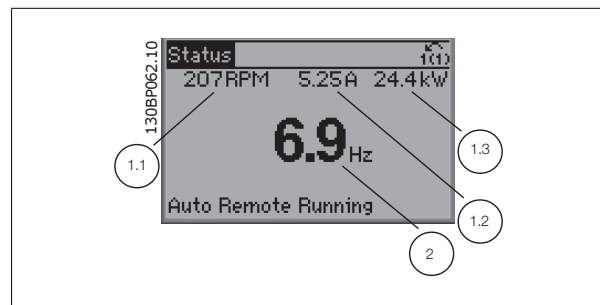 130BP062.10
Status 1(1)
207RPM 5.25A 24.4kW
6.9Hz
Auto Remote Running
1.1
1.3
1.2
2